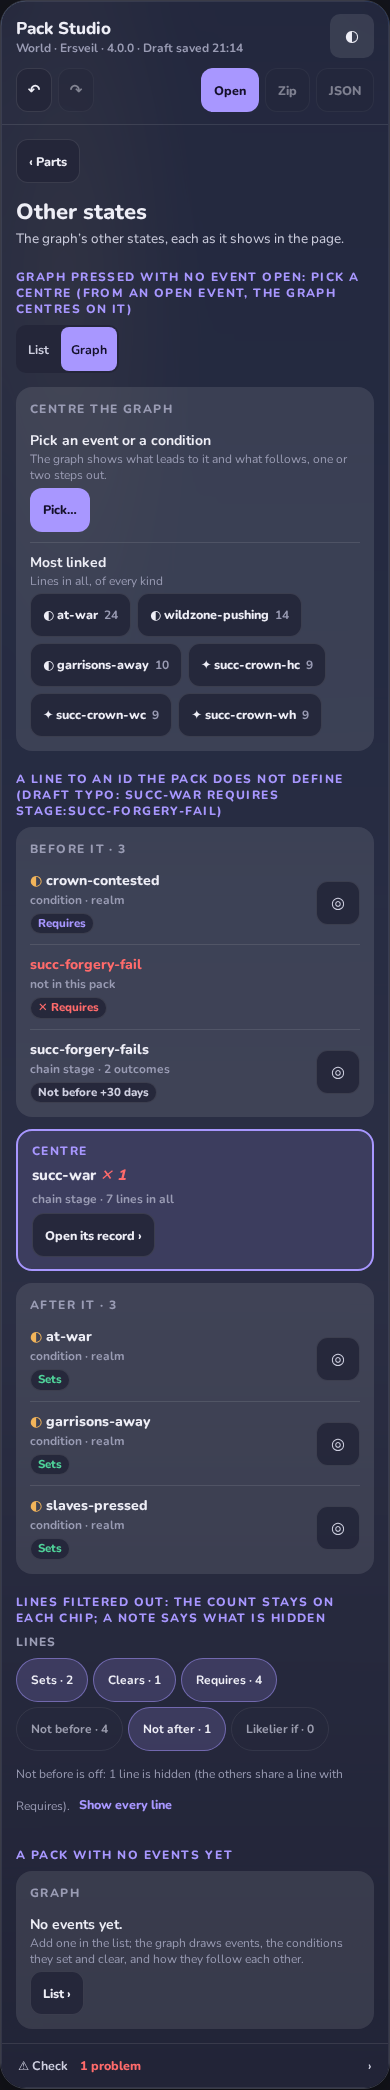 Pack Studio
World · Ersveil · 4.0.0 · Draft saved 21:14
Open Zip JSON
‹ Parts
Other states
The graph's other states, each as it shows in the page.
GRAPH PRESSED WITH NO EVENT OPEN: PICK A
CENTRE (FROM AN OPEN EVENT, THE GRAPH
CENTRES ON IT)
List Graph
CENTRE THE GRAPH
Pick an event or a condition
The graph shows what leads to it and what follows, one or
two steps out.
Pick…
Most linked
Lines in all, of every kind
◐ at-war 24 ◐ wildzone-pushing 14
◐ garrisons-away 10 ✦ succ-crown-hc 9
✦ succ-crown-wc 9 ✦ succ-crown-wh 9
A LINE TO AN ID THE PACK DOES NOT DEFINE
(DRAFT TYPO: SUCC-WAR REQUIRES
STAGE:SUCC-FORGERY-FAIL)
BEFORE IT · 3
◐ crown-contested
condition · realm
Requires
succ-forgery-fail
not in this pack
✕ Requires
succ-forgery-fails
chain stage · 2 outcomes
Not before +30 days
CENTRE
succ-war ✕ 1
chain stage · 7 lines in all
Open its record ›
AFTER IT · 3
◐ at-war
condition · realm
Sets
◐ garrisons-away
condition · realm
Sets
◐ slaves-pressed
condition · realm
Sets
LINES FILTERED OUT: THE COUNT STAYS ON
EACH CHIP; A NOTE SAYS WHAT IS HIDDEN
LINES
Sets · 2 Clears · 1 Requires · 4
Not before · 4 Not after · 1 Likelier if · 0
Not before is off: 1 line is hidden (the others share a line with
Requires). Show every line
A PACK WITH NO EVENTS YET
GRAPH
No events yet.
Add one in the list; the graph draws events, the conditions
they set and clear, and how they follow each other.
List ›
⚠ Check 1 problem ›